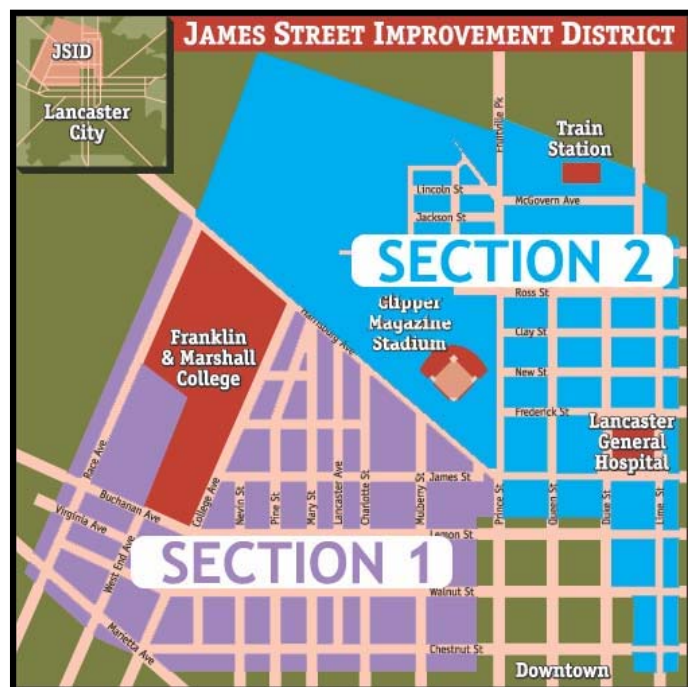 JAMES STREET IMPROVEMENT DISTRICT
JSID
Lancaster
City
Fruitville Pk
Train
Station
Lincoln St
McGovern Ave
Jackson St
SECTION 2
Ross St
Clipper
Magazine
Stadium
Harrisburg Ave
Clay St
Franklin
& Marshall
College
New St
Frederick St
Lancaster
General
Hospital
Race Ave
James St
College Ave
Nevin St
Pine St
Mary St
Lancaster Ave
Charlotte St
Mulberry St
Prince St
Queen St
Duke St
Lime St
Buchanan Ave
Virginia Ave
Lemon St
West End Ave
SECTION 1
Walnut St
Marietta Ave
Chestnut St
Downtown